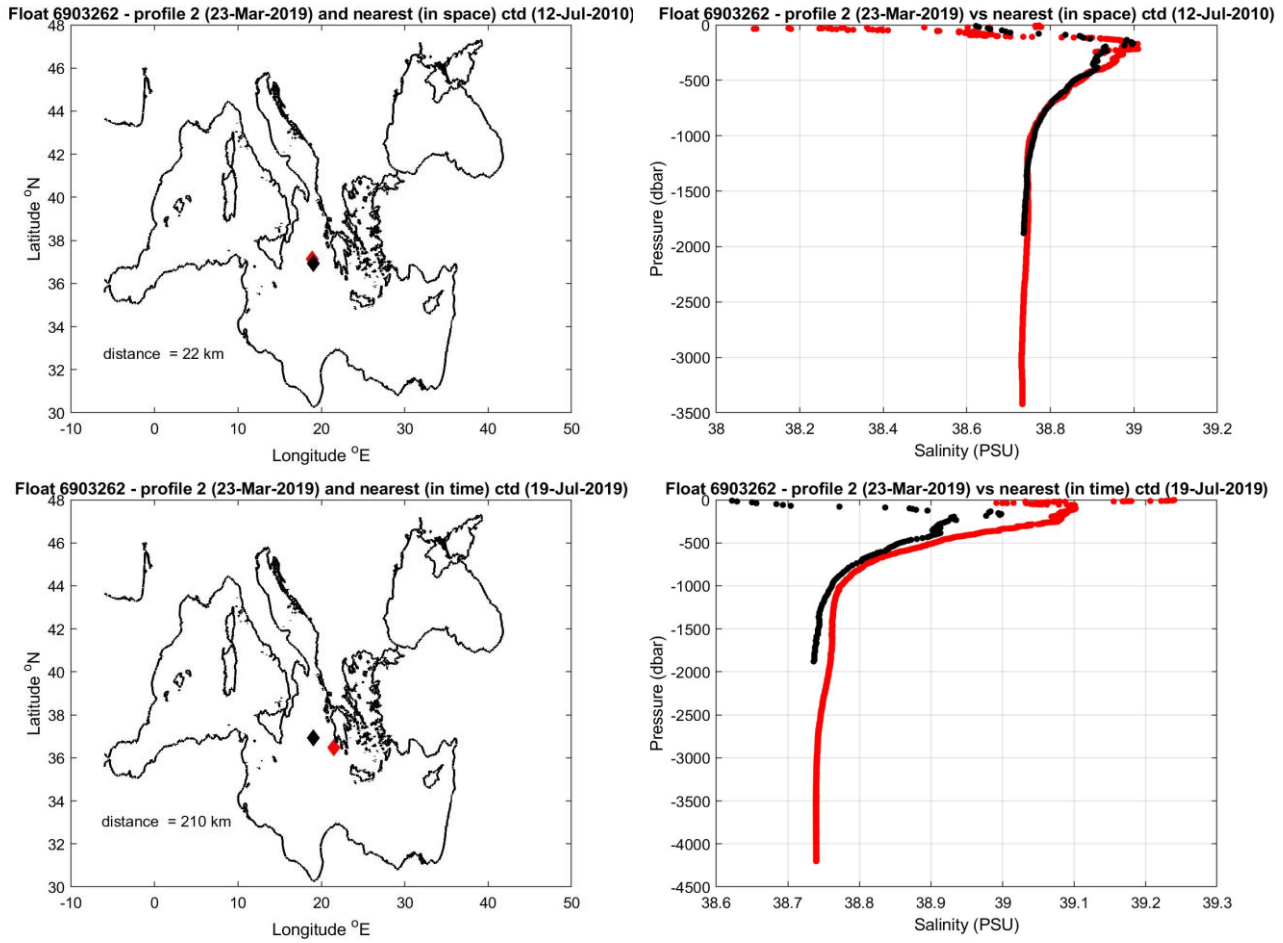 Float 6903262 - profile 2 (23-Mar-2019) and nearest (in space) ctd (12-Jul-2010)
48
46
44
42
40
38
36
34
32
30
Latitude °N
distance = 22 km
-10 0 10 20 30 40 50
Longitude °E
Float 6903262 - profile 2 (23-Mar-2019) vs nearest (in space) ctd (12-Jul-2010)
0
-500
-1000
-1500
-2000
-2500
-3000
-3500
Pressure (dbar)
38 38.2 38.4 38.6 38.8 39 39.2
Salinity (PSU)
Float 6903262 - profile 2 (23-Mar-2019) and nearest (in time) ctd (19-Jul-2019)
48
46
44
42
40
38
36
34
32
30
Latitude °N
distance = 210 km
-10 0 10 20 30 40 50
Longitude °E
Float 6903262 - profile 2 (23-Mar-2019) vs nearest (in time) ctd (19-Jul-2019)
0
-500
-1000
-1500
-2000
-2500
-3000
-3500
-4000
-4500
Pressure (dbar)
38.6 38.7 38.8 38.9 39 39.1 39.2 39.3
Salinity (PSU)